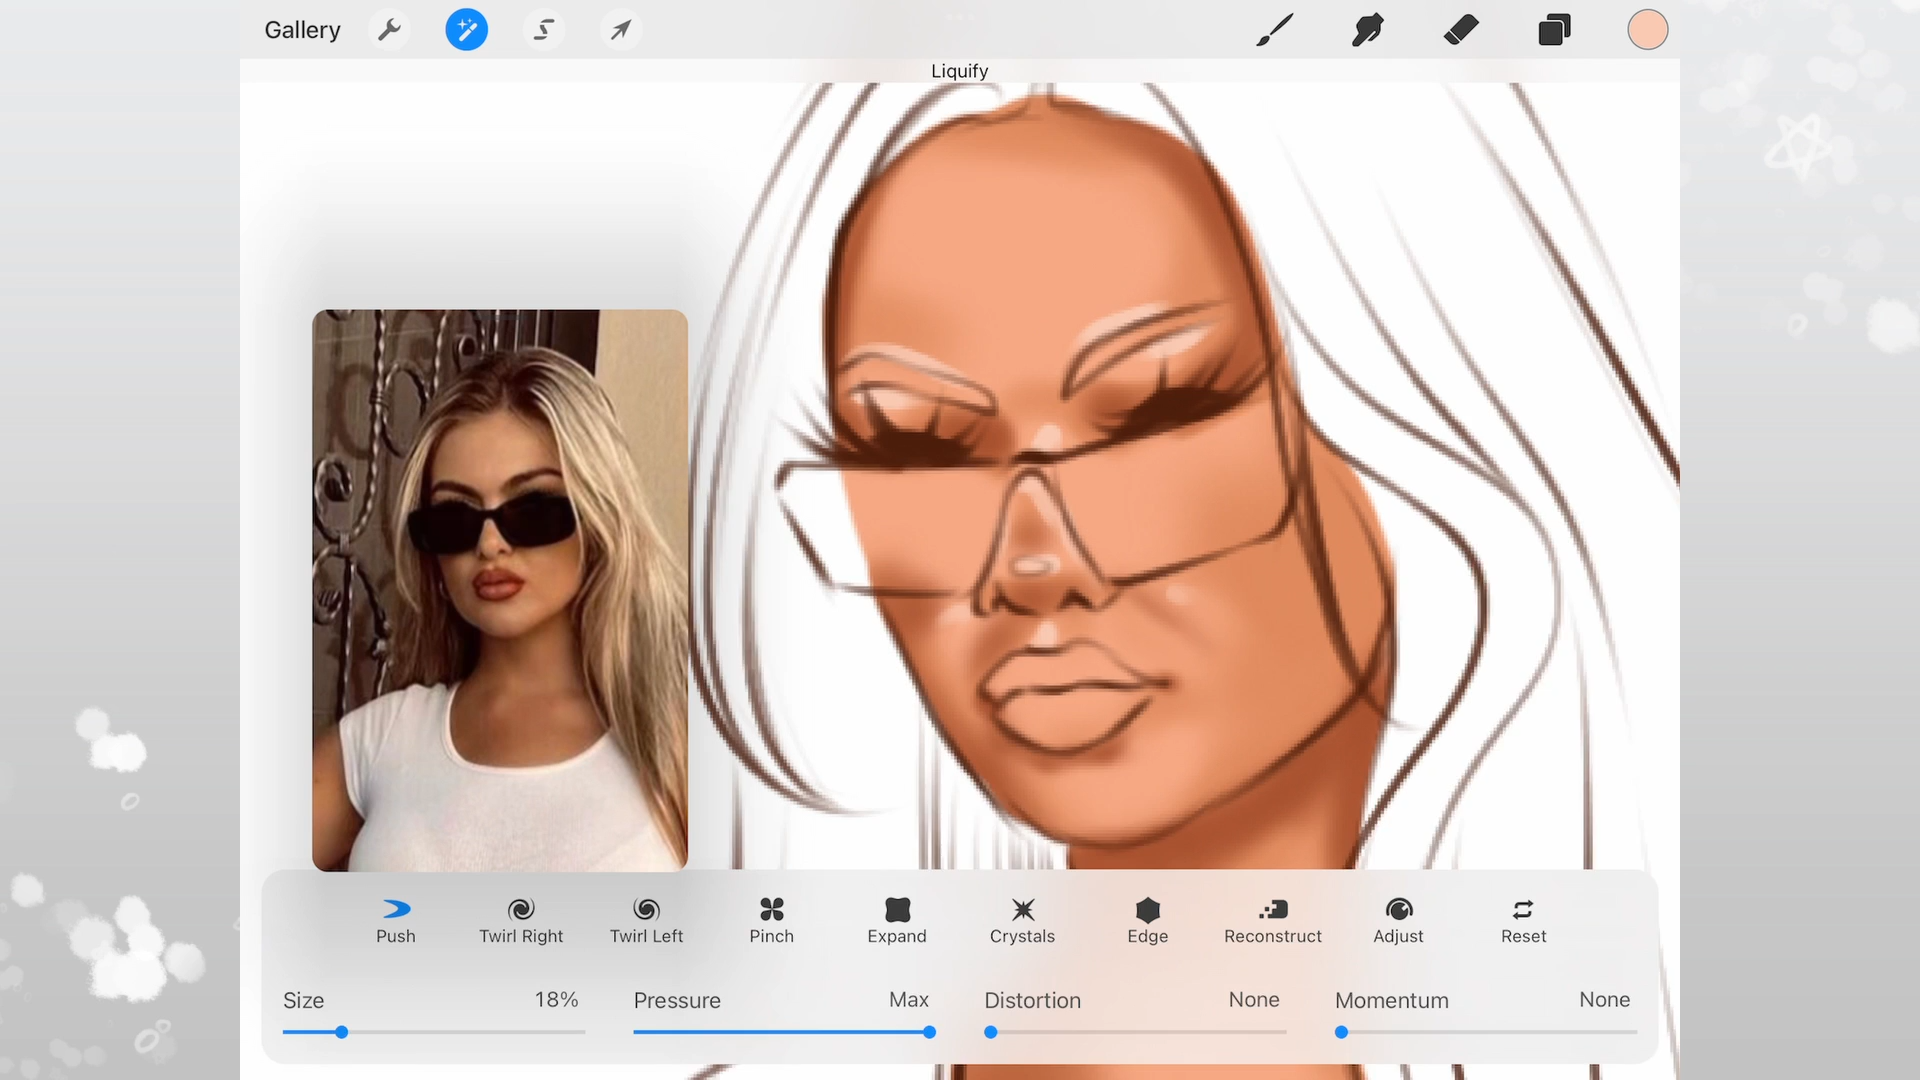 Gallery
Liquify
Push Twirl Right Twirl Left Pinch Expand Crystals Edge Reconstruct Adjust Reset
Size 18% Pressure Max Distortion None Momentum None